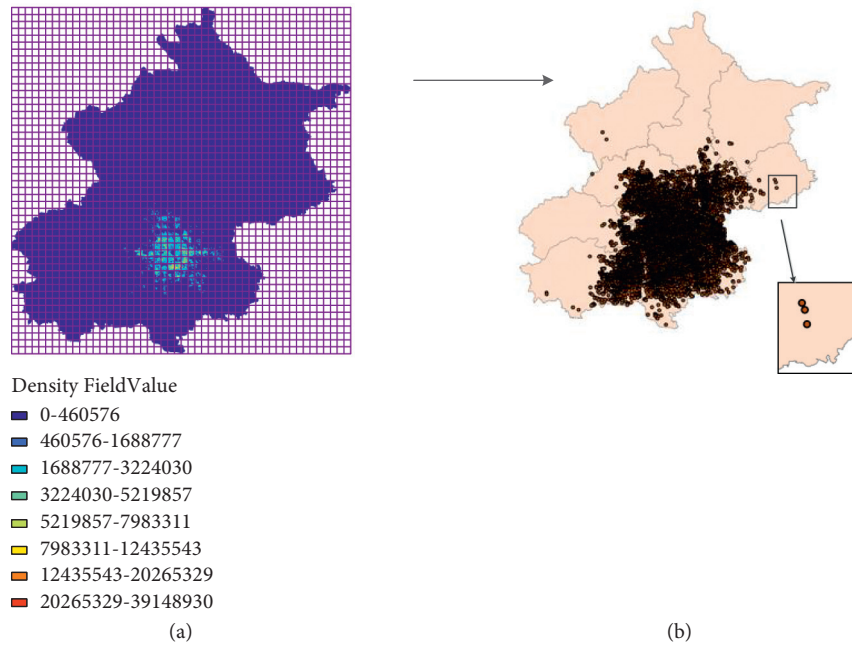 Density FieldValue
0-460576
460576-1688777
1688777-3224030
3224030-5219857
5219857-7983311
7983311-12435543
12435543-20265329
20265329-39148930
(a)
(b)